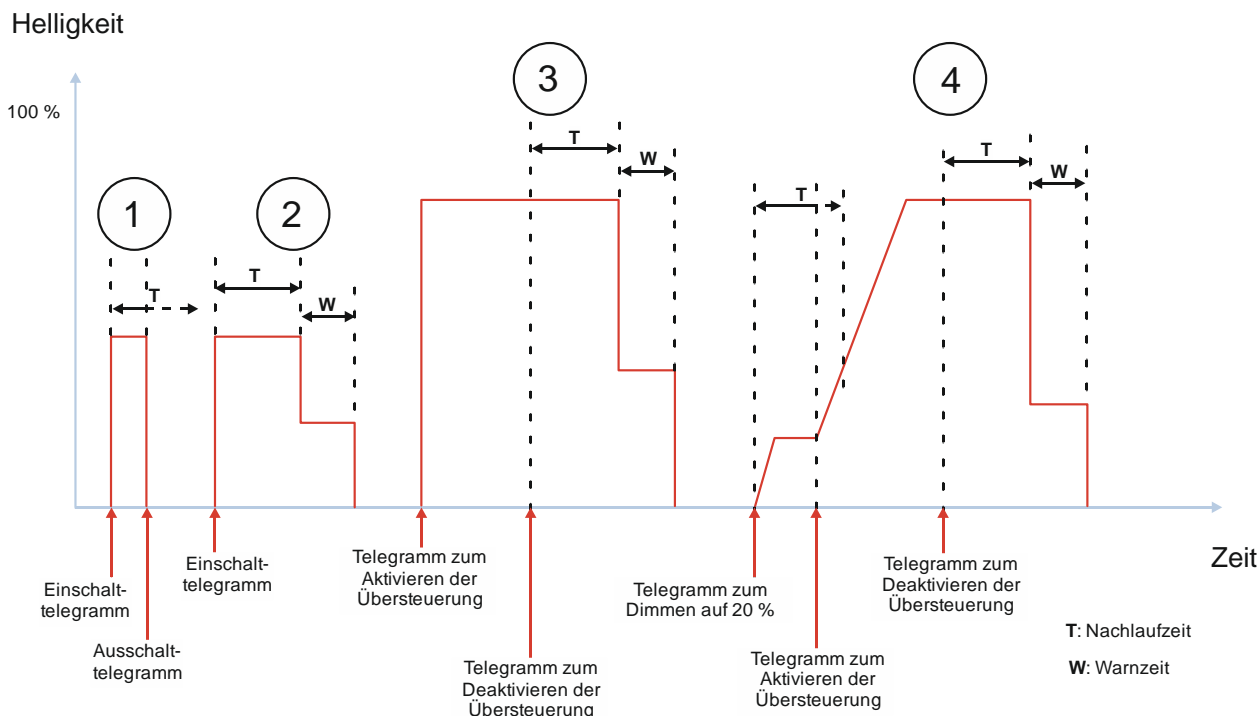 Helligkeit
100 %
1
2
3
4
T
T
W
T
W
T
T
W
Zeit
Einschalt-
telegramm
Ausschalt-
telegramm
Einschalt-
telegramm
Telegramm zum
Aktivieren der
Übersteuerung
Telegramm zum
Deaktivieren der
Übersteuerung
Telegramm zum
Dimmen auf 20 %
Telegramm zum
Aktivieren der
Übersteuerung
Telegramm zum
Deaktivieren der
Übersteuerung
T: Nachlaufzeit
W: Warnzeit